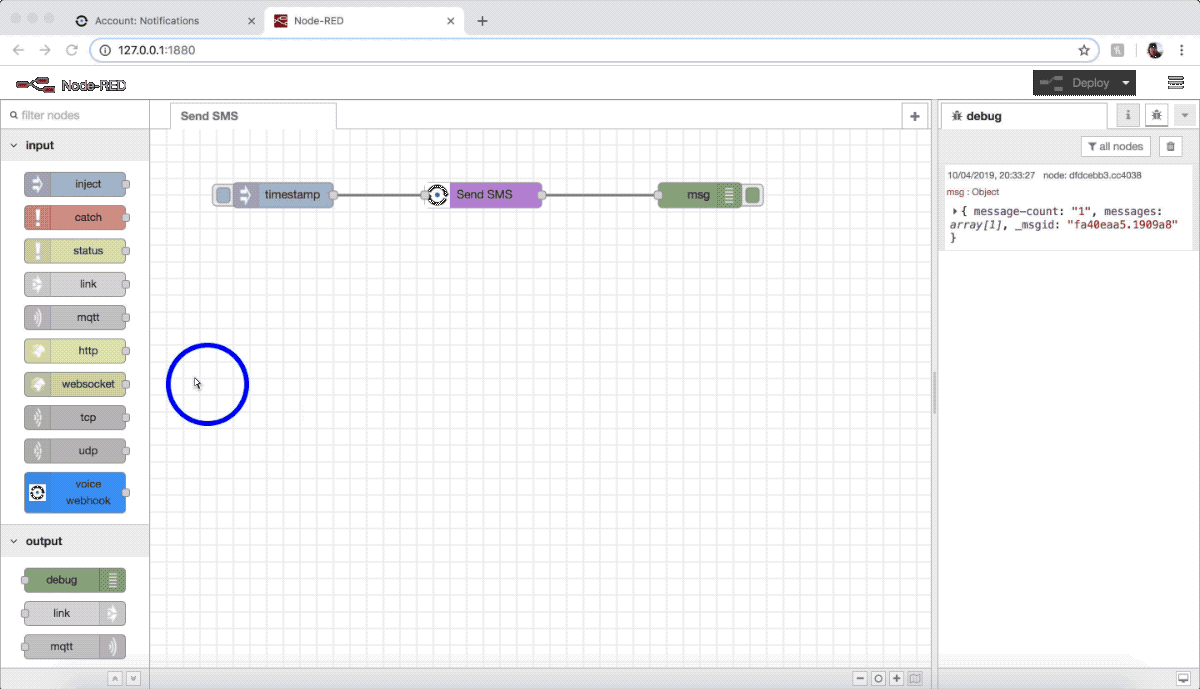 Account: Notifications
Node-RED
127.0.0.1:1880
Node-RED
Deploy
filter nodes
Send SMS
debug
input
all nodes
inject
timestamp
Send SMS
msg
10/04/2019, 20:33:27 node: dfdcebb3.cc4038
msg : Object
{ message-count: "1", messages:
array[1], _msgid: "fa40eaa5.1909a8"
}
catch
status
link
mqtt
http
websocket
tcp
udp
voice
webhook
output
debug
link
mqtt